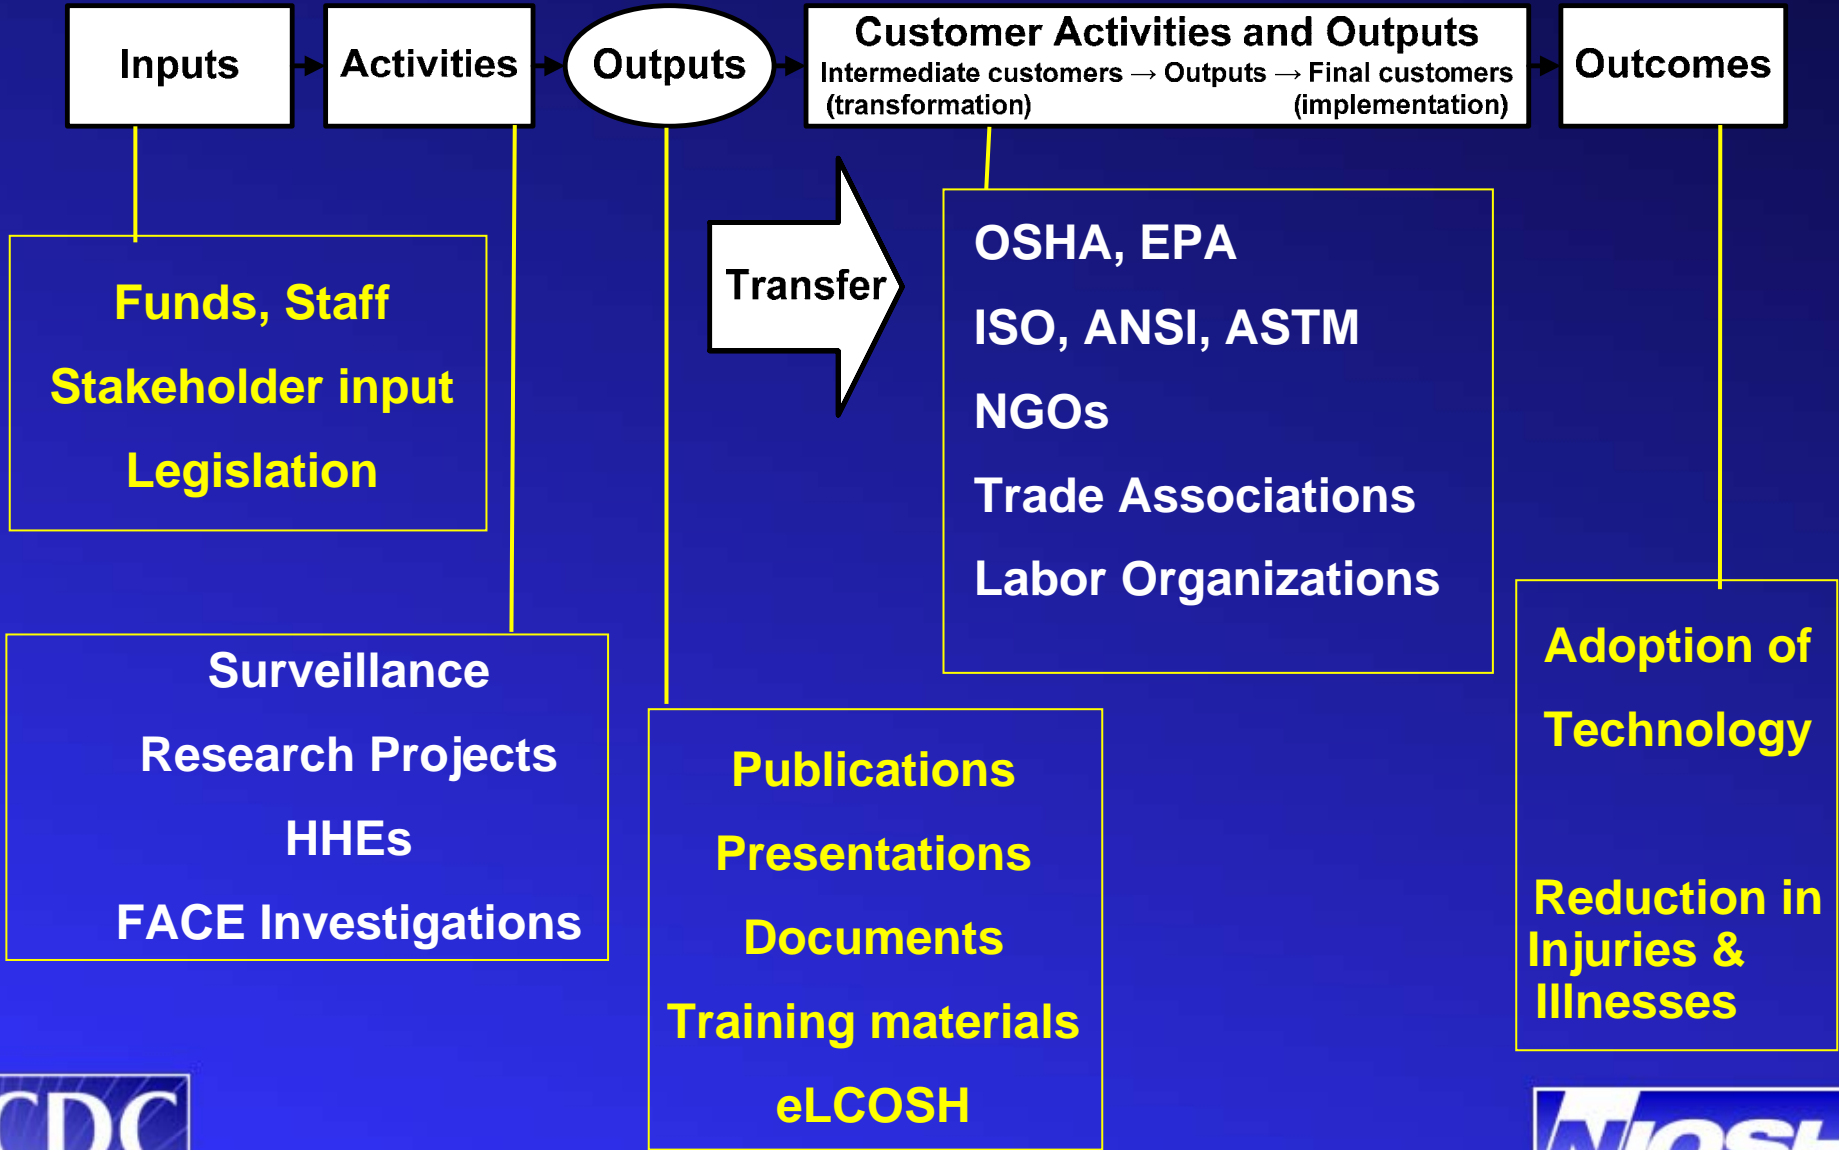 Inputs
Activities
Outputs
Customer Activities and Outputs
Intermediate customers → Outputs → Final customers
(transformation) (implementation)
Outcomes
Transfer
Funds, Staff
Stakeholder input
Legislation
Surveillance
Research Projects
HHEs
FACE Investigations
Publications
Presentations
Documents
Training materials
eLCOSH
OSHA, EPA
ISO, ANSI, ASTM
NGOs
Trade Associations
Labor Organizations
Adoption of
Technology
Reduction in
Injuries &
Illnesses
CDC
NIOSH